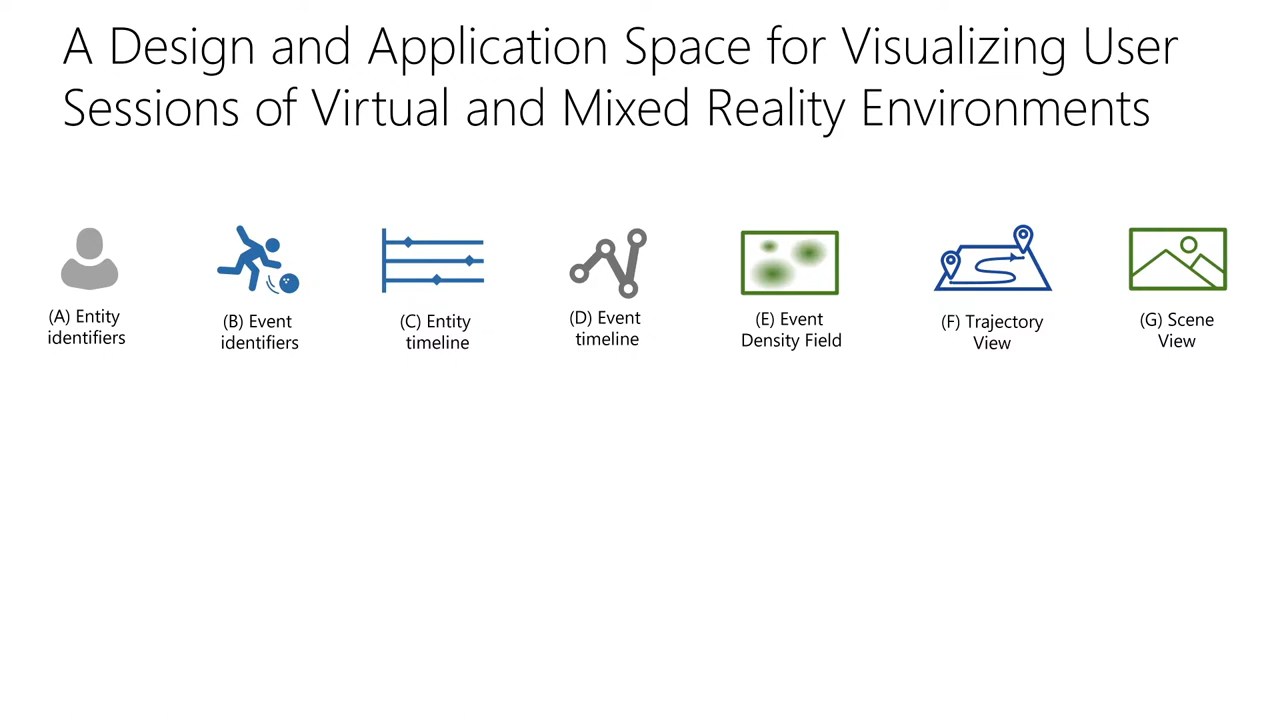 A Design and Application Space for Visualizing User
Sessions of Virtual and Mixed Reality Environments
(A) Entity
identifiers
(B) Event
identifiers
(C) Entity
timeline
(D) Event
timeline
(E) Event
Density Field
(F) Trajectory
View
(G) Scene
View